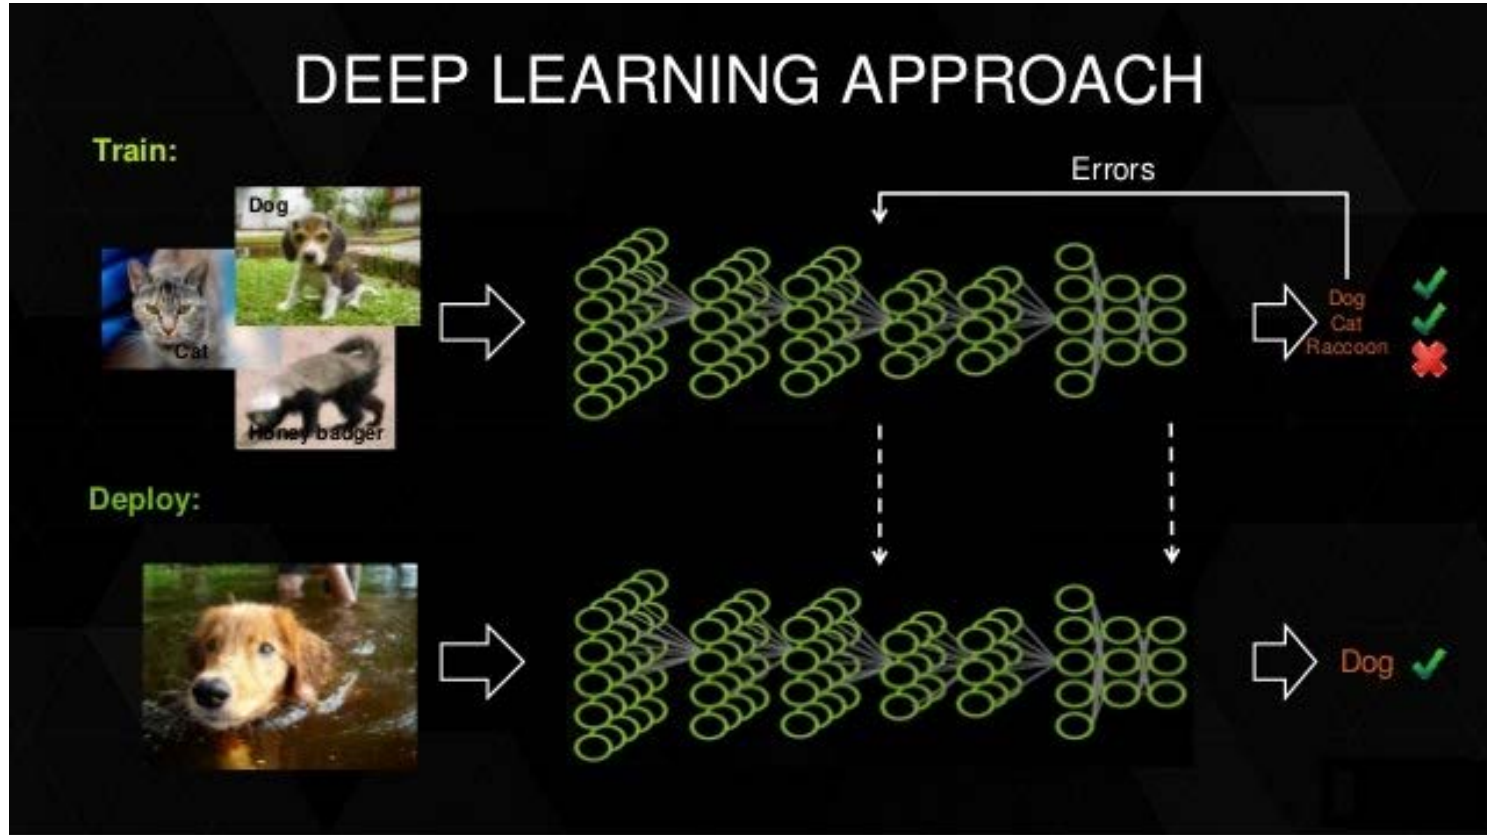 DEEP LEARNING APPROACH
Train:
Errors
Dog
Cat
Honey badger
Dog
Cat
Raccoon
Deploy:
Dog